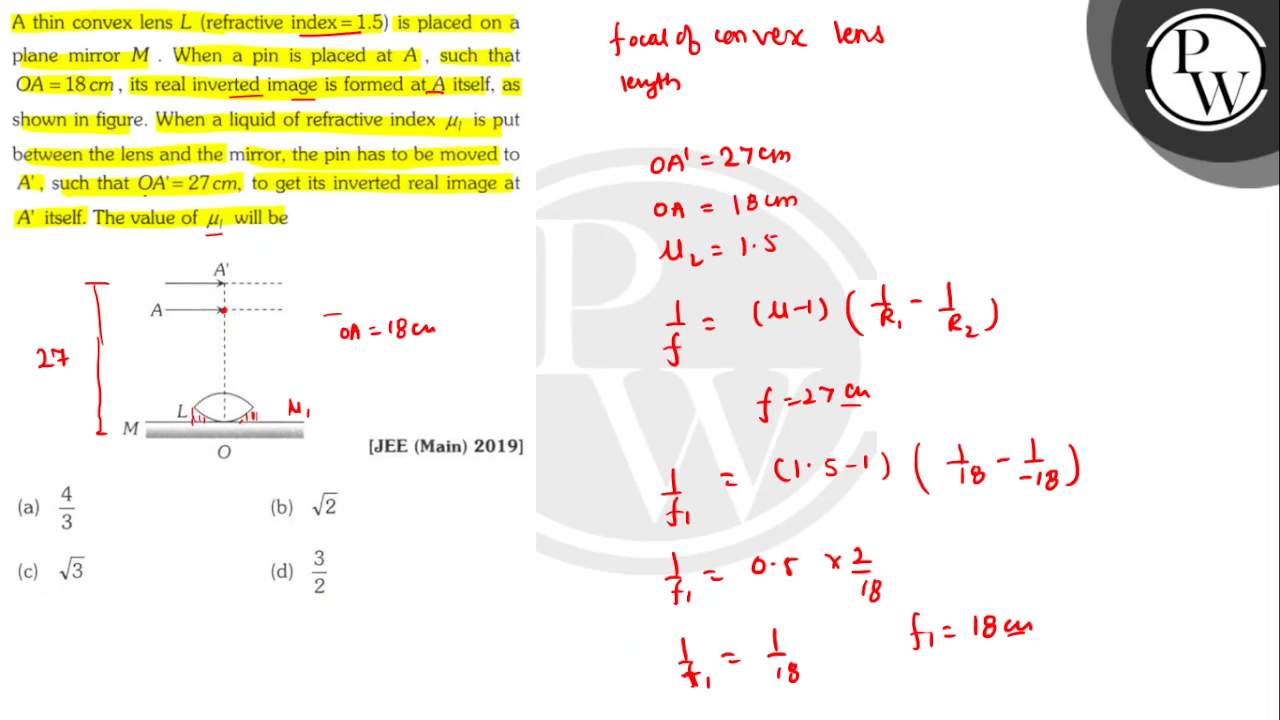 A thin convex lens L (refractive index = 1.5) is placed on a
plane mirror M . When a pin is placed at A , such that
OA = 18 cm , its real inverted image is formed at A itself, as
shown in figure. When a liquid of refractive index μₗ is put
between the lens and the mirror, the pin has to be moved to
A', such that OA' = 27 cm, to get its inverted real image at
A' itself. The value of μₗ will be
A'
A
27
OA = 18 cm
L
μ₁
M
O
[JEE (Main) 2019]
(a) 4/3
(b) √2
(c) √3
(d) 3/2
focal of convex lens
length
OA' = 27 cm
OA = 18 cm
μ₂ = 1.5
1/f = (μ-1) (1/R₁ - 1/R₂)
f = 27 cm
1/f₁ = (1.5-1) (1/18 - 1/-18)
1/f₁ = 0.5 × 2/18
1/f₁ = 1/18
f₁ = 18 cm
P
W
P
W